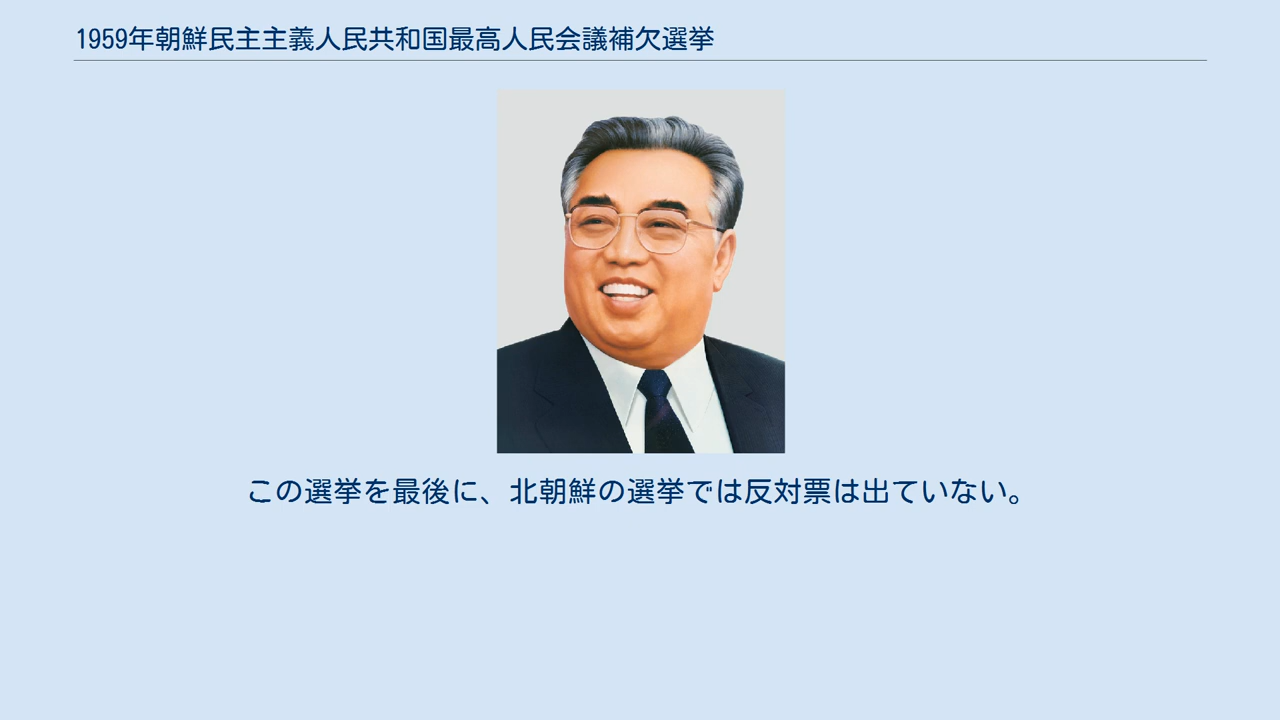 1959年朝鮮民主主義人民共和国最高人民会議補欠選挙
この選挙を最後に、北朝鮮の選挙では反対票は出ていない。